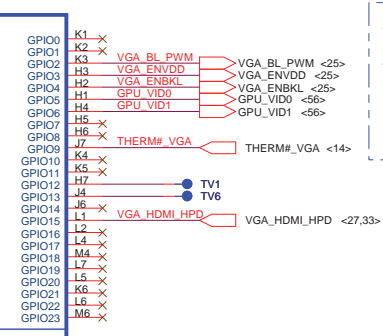 GPIO0 K1
GPIO1 K2
GPIO2 K3 VGA_BL_PWM VGA_BL_PWM <25>
GPIO3 H3 VGA_ENVDD VGA_ENVDD <25>
GPIO4 H2 VGA_ENBKL VGA_ENBKL <25>
GPIO5 H1 GPU_VID0 GPU_VID0 <56>
GPIO6 H4 GPU_VID1 GPU_VID1 <56>
GPIO7 H5
GPIO8 H6
GPIO9 J7 THERM#_VGA THERM#_VGA <14>
GPIO10 K4
GPIO11 K5
GPIO12 H7 TV1
GPIO13 J4 TV6
GPIO14 J6
GPIO15 L1 VGA_HDMI_HPD VGA_HDMI_HPD <27,33>
GPIO16 L2
GPIO17 L4
GPIO18 M4
GPIO19 L7
GPIO20 L5
GPIO21 K6
GPIO22 L6
GPIO23 M6